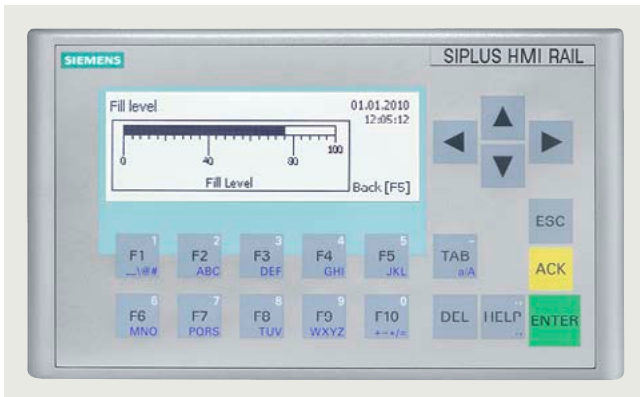 SIEMENS
SIPLUS HMI RAIL
Fill level
01.01.2010
12:05:12
0 40 80 100
Fill Level
Back [F5]
ESC
1 2 3 4 5
F1 F2 F3 F4 F5 TAB
_\@# ABC DEF GHI JKL a/A
ACK
6 7 8 9 0
F6 F7 F8 F9 F10 DEL HELP ENTER
MNO PQRS TUV WXYZ +-*/=